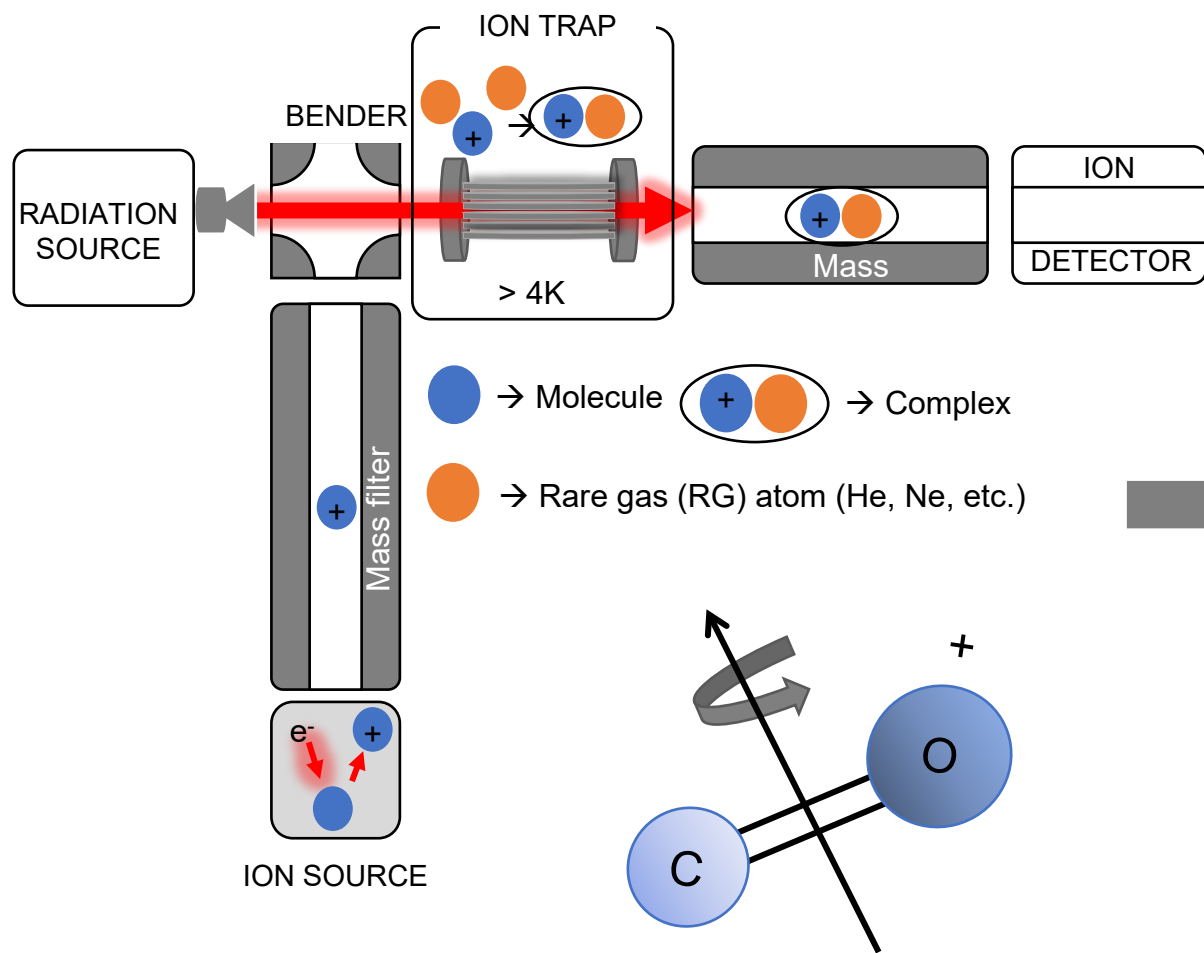 ION TRAP
BENDER
+
→
+
RADIATION
SOURCE
ION
+
Mass
DETECTOR
> 4K
→ Molecule
+
→ Complex
→ Rare gas (RG) atom (He, Ne, etc.)
Mass filter
+
+
O
C
e-
+
ION SOURCE